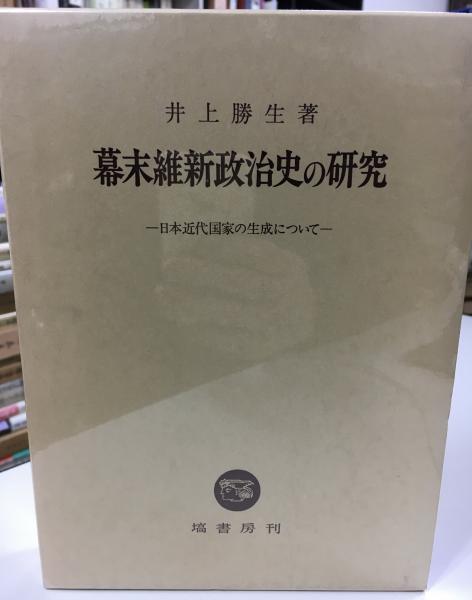 井上勝生著
幕末維新政治史の研究
―日本近代国家の生成について―
塙書房刊